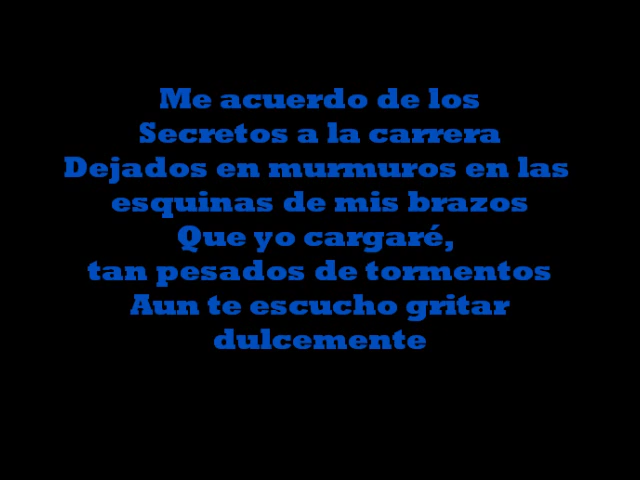 Me acuerdo de los
Secretos a la carrera
Dejados en murmuros en las
esquinas de mis brazos
Que yo cargaré,
tan pesados de tormentos
Aun te escucho gritar
dulcemente